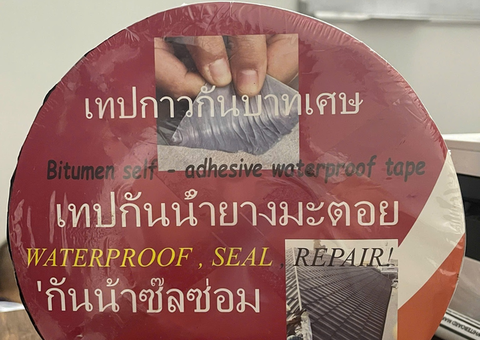 เทปกาวกันบาทเศษ
Bitumen self - adhesive waterproof tape
เทปกันน้ำยางมะตอย
WATERPROOF , SEAL , REPAIR!
'กันน้ำซ๊ลซ่อม